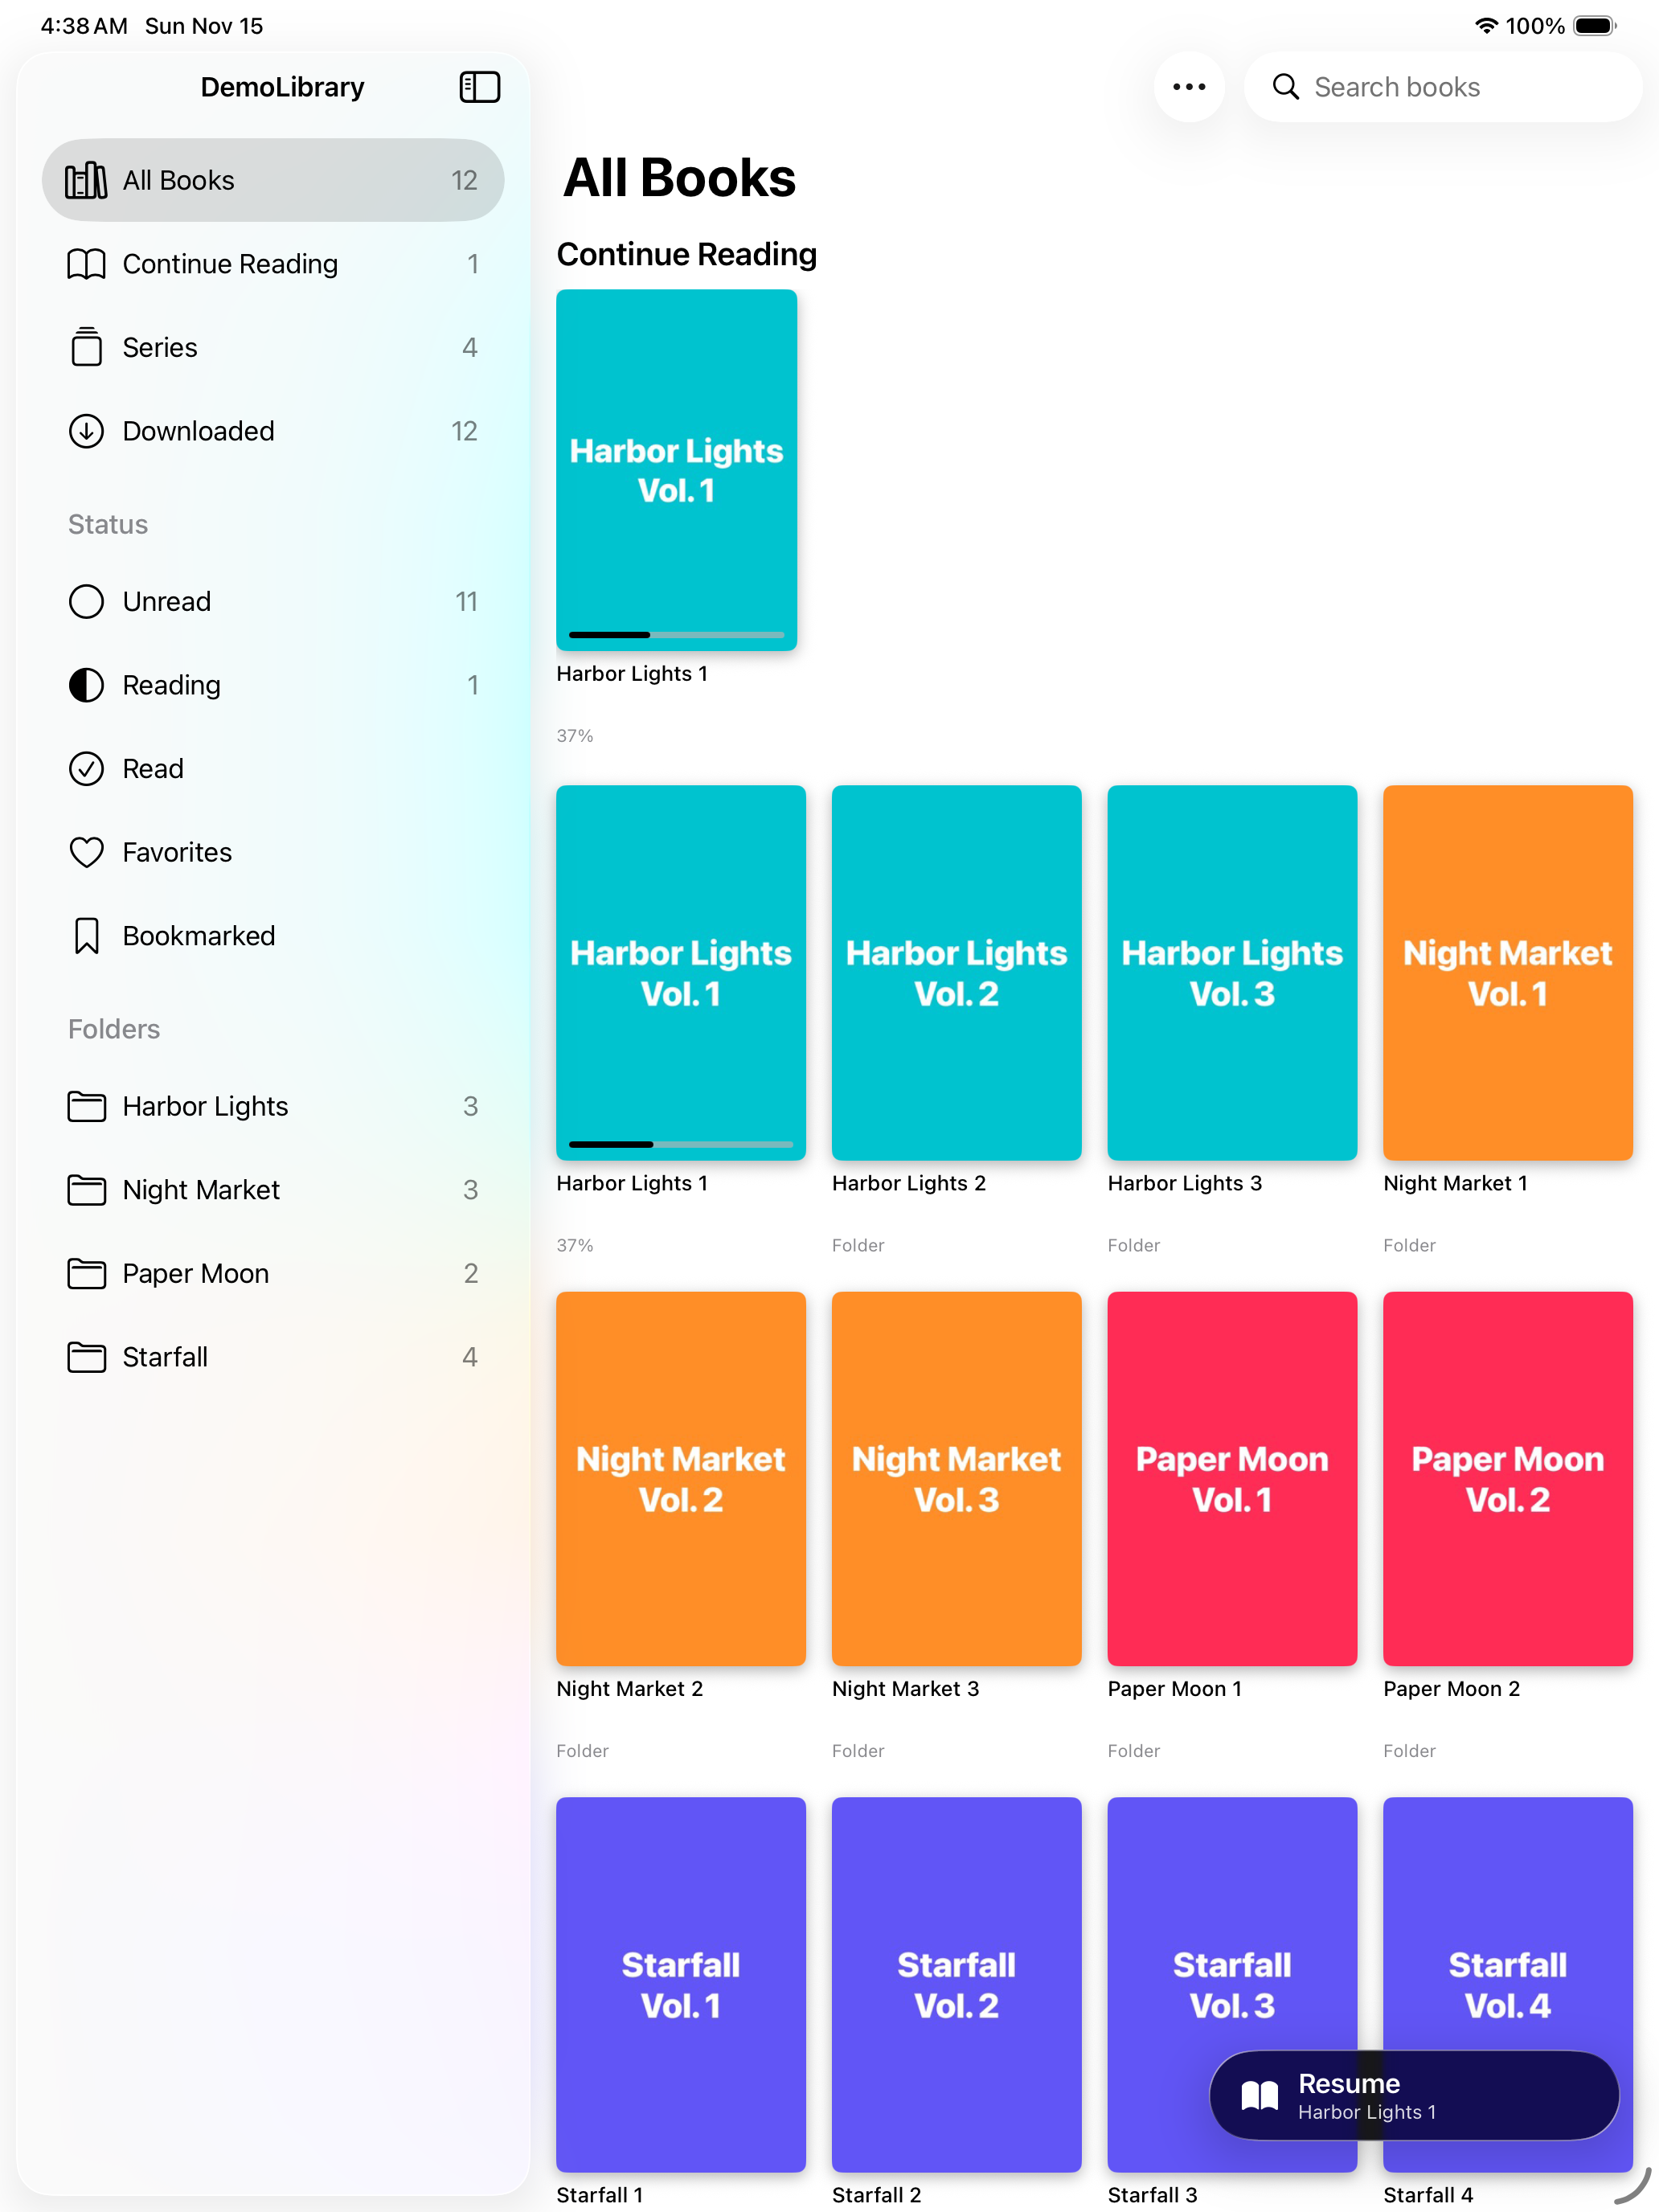 4:38 AM Sun Nov 15
100%
DemoLibrary
All Books 12
Continue Reading 1
Series 4
Downloaded 12
Status
Unread 11
Reading 1
Read
Favorites
Bookmarked
Folders
Harbor Lights 3
Night Market 3
Paper Moon 2
Starfall 4
Search books
All Books
Continue Reading
Harbor Lights
Vol. 1
Harbor Lights 1
37%
Harbor Lights
Vol. 1
Harbor Lights 1
37%
Harbor Lights
Vol. 2
Harbor Lights 2
Folder
Harbor Lights
Vol. 3
Harbor Lights 3
Folder
Night Market
Vol. 1
Night Market 1
Folder
Night Market
Vol. 2
Night Market 2
Folder
Night Market
Vol. 3
Night Market 3
Folder
Paper Moon
Vol. 1
Paper Moon 1
Folder
Paper Moon
Vol. 2
Paper Moon 2
Folder
Starfall
Vol. 1
Starfall 1
Starfall
Vol. 2
Starfall 2
Starfall
Vol. 3
Starfall 3
Starfall
Vol. 4
Starfall 4
Resume
Harbor Lights 1